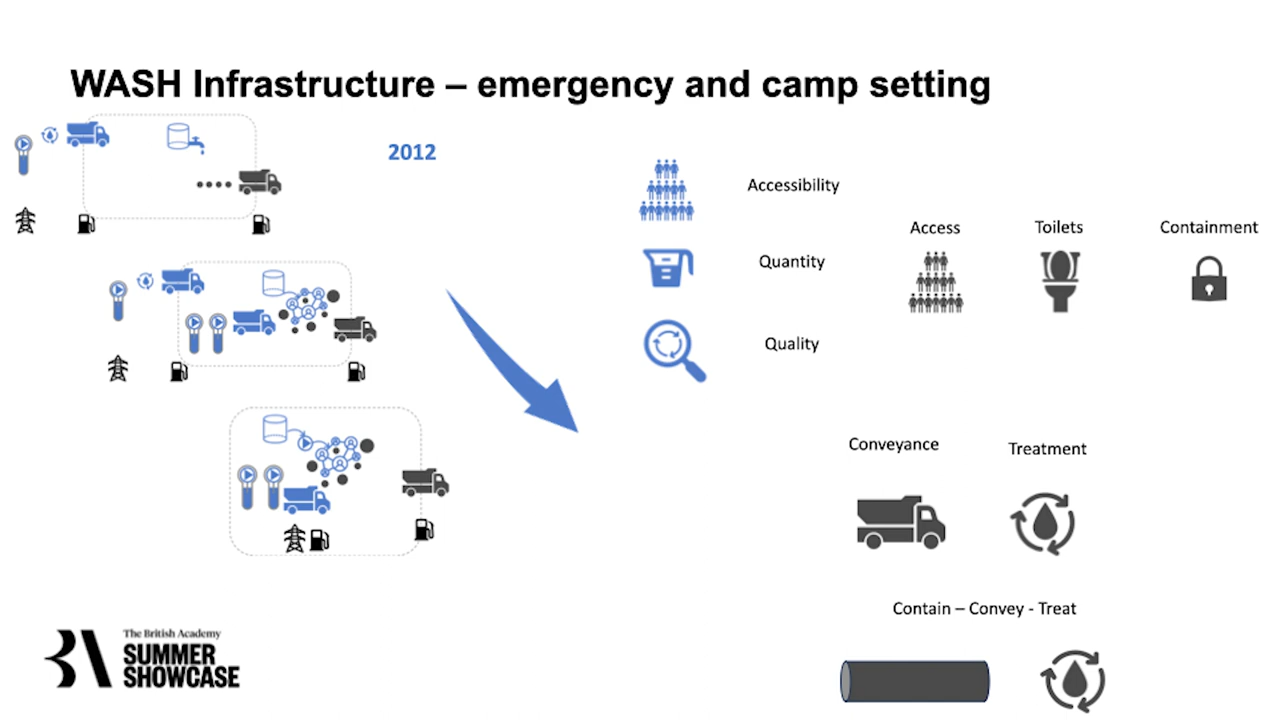 WASH Infrastructure – emergency and camp setting
2012
Accessibility
Quantity
Quality
Access
Toilets
Containment
Conveyance
Treatment
Contain – Convey - Treat
The British Academy
SUMMER
SHOWCASE